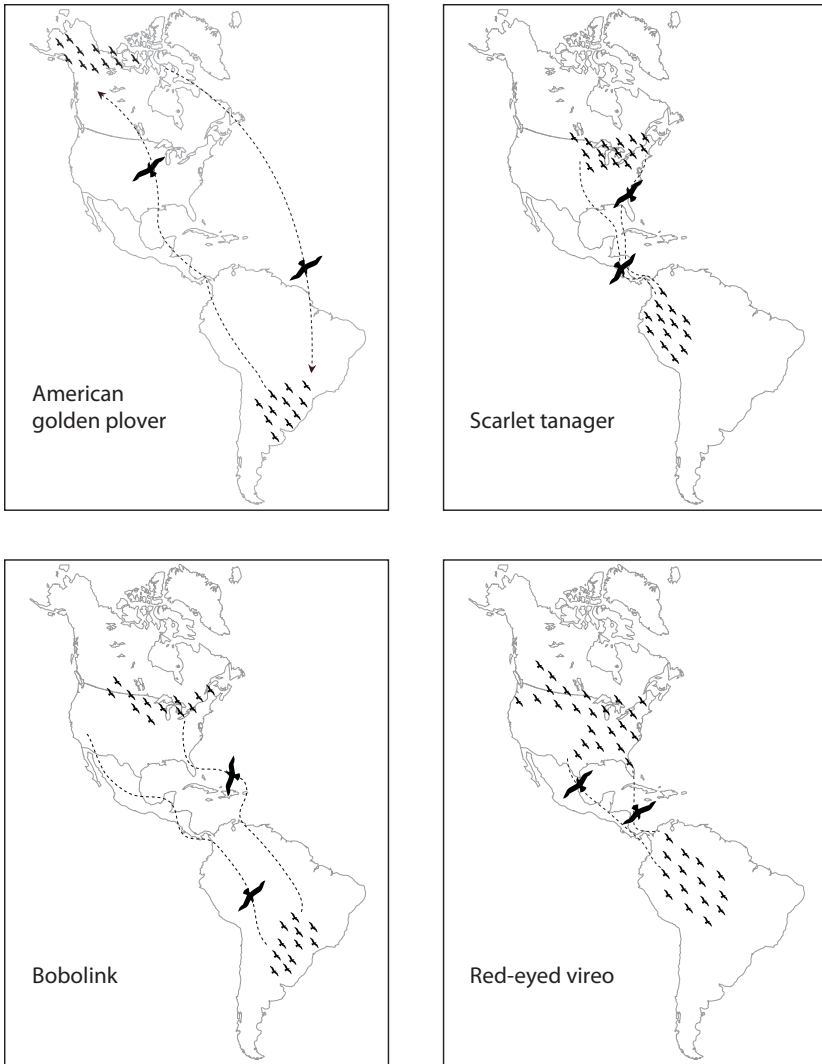 American
golden plover
Scarlet tanager
Bobolink
Red-eyed vireo